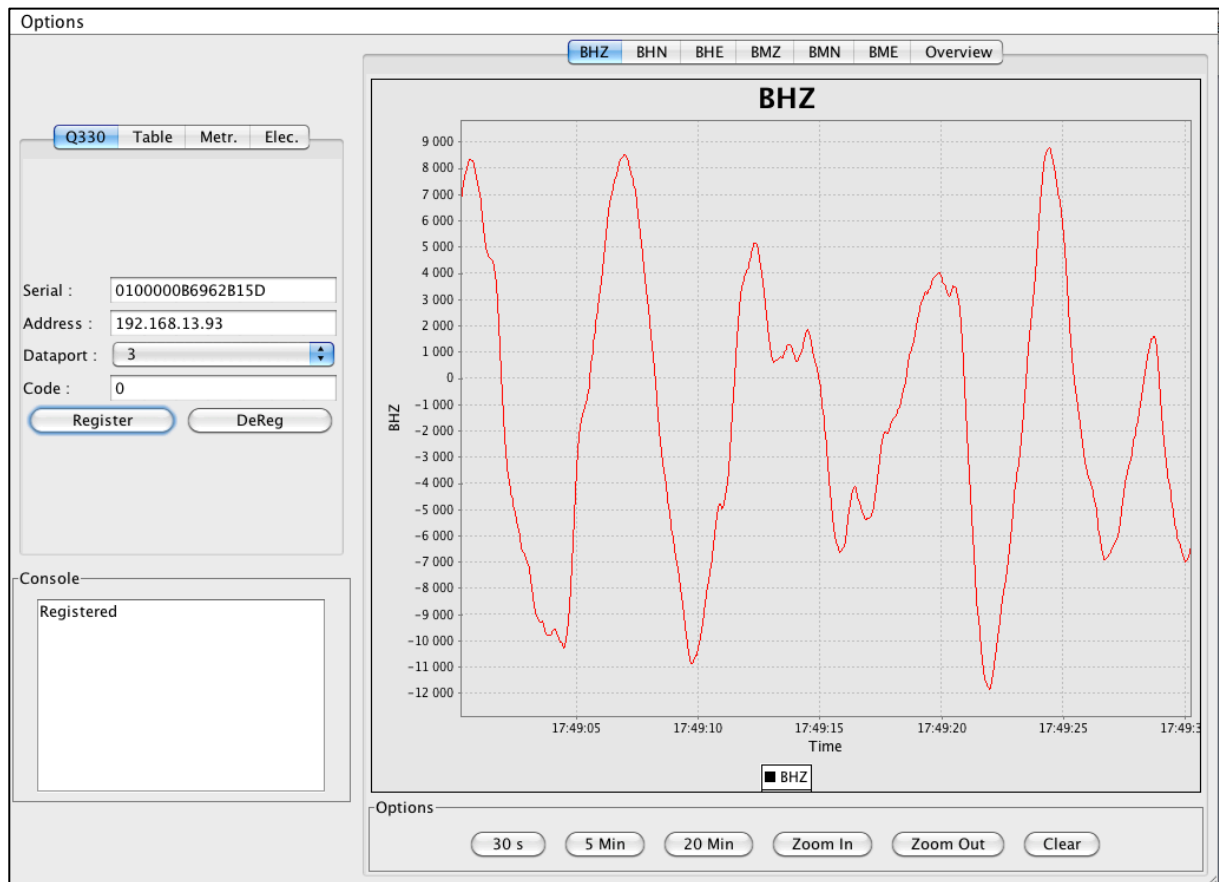 Options
Q330 Table Metr. Elec.
Serial : 0100000B6962B15D
Address : 192.168.13.93
Dataport : 3
Code : 0
Register DeReg
Console
Registered
BHZ BHN BHE BMZ BMN BME Overview
BHZ
9 000
8 000
7 000
6 000
5 000
4 000
3 000
2 000
1 000
0
-1 000
-2 000
-3 000
-4 000
-5 000
-6 000
-7 000
-8 000
-9 000
-10 000
-11 000
-12 000
BHZ
17:49:05 17:49:10 17:49:15 17:49:20 17:49:25 17:49:3
Time
BHZ
Options
30 s 5 Min 20 Min Zoom In Zoom Out Clear